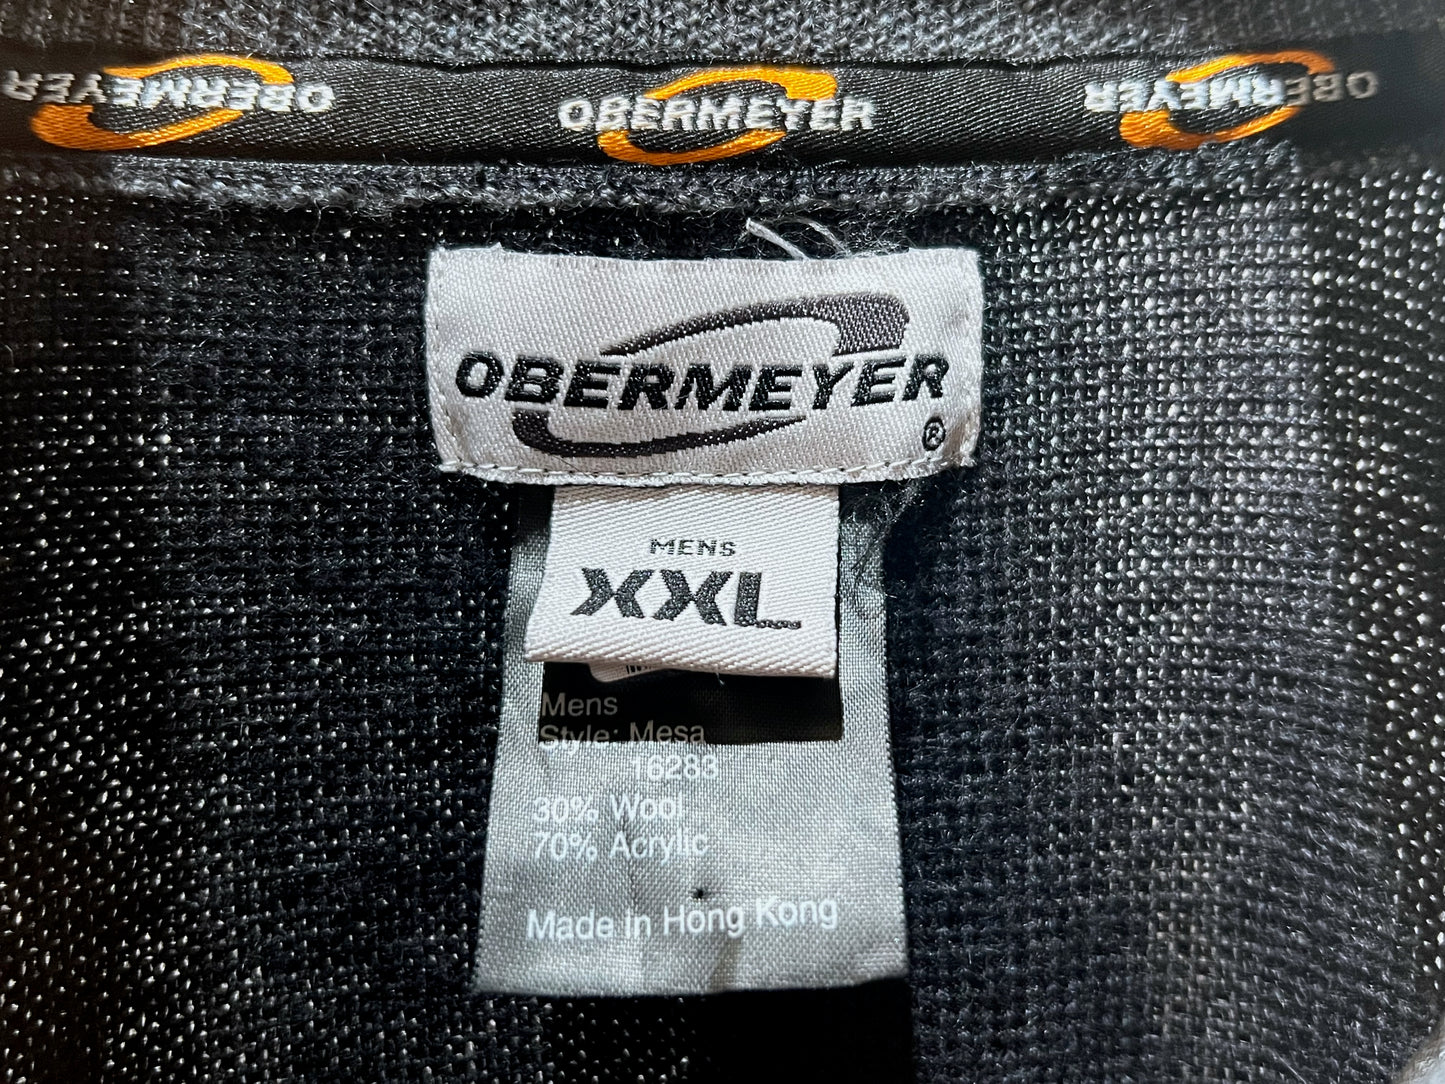 OBERMEYER OBERMEYER OBERMEYER
OBERMEYER
®
MENS
XXL
Mens
Style: Mesa
16283
30% Wool
70% Acrylic
Made in Hong Kong